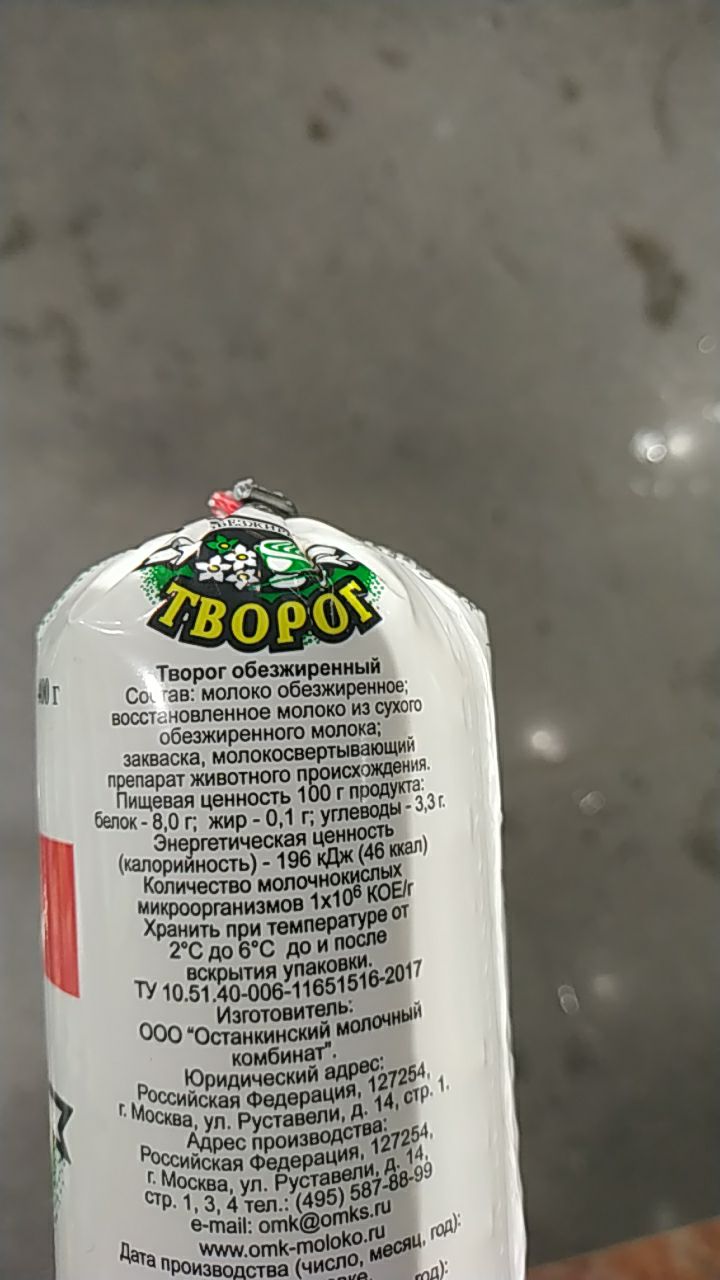 ТВОРОГ
Творог обезжиренный
Состав: молоко обезжиренное;
восстановленное молоко из сухого
обезжиренного молока;
закваска, молокосвертывающий
препарат животного происхождения.
Пищевая ценность 100 г продукта:
белок - 8,0 г; жир - 0,1 г; углеводы - 3,3 г.
Энергетическая ценность
(калорийность) - 196 кДж (46 ккал)
Количество молочнокислых
микроорганизмов 1x10⁶ КОЕ/г
Хранить при температуре от
2°C до 6°C до и после
вскрытия упаковки.
ТУ 10.51.40-006-11651516-2017
Изготовитель:
ООО "Останкинский молочный
комбинат".
Юридический адрес:
Российская Федерация, 127254,
г. Москва, ул. Руставели, д. 14, стр. 1.
Адрес производства:
Российская Федерация, 127254,
г. Москва, ул. Руставели, д. 14,
стр. 1, 3, 4 тел.: (495) 587-88-99
e-mail: omk@omks.ru
www.omk-moloko.ru
Дата производства (число, месяц, год):
год):